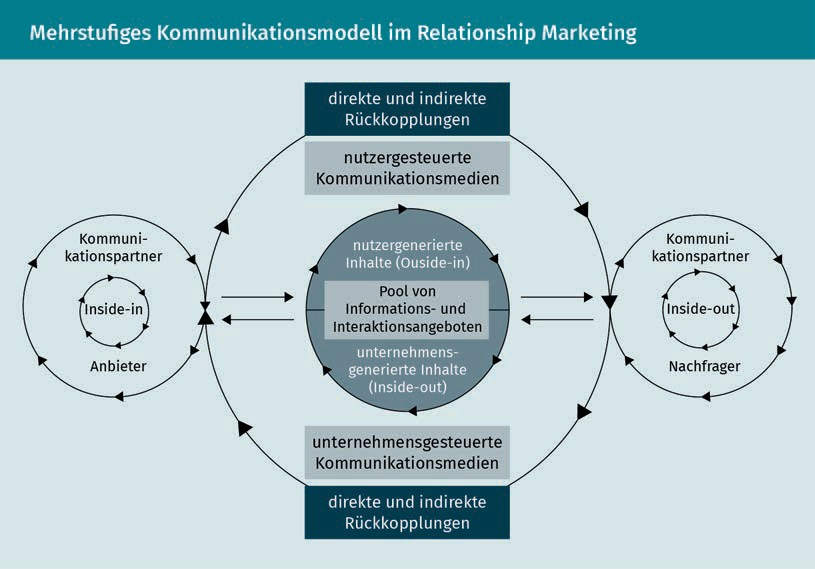 Mehrstufiges Kommunikationsmodell im Relationship Marketing
direkte und indirekte
Rückkopplungen
nutzergesteuerte
Kommunikationsmedien
Kommuni-
kationspartner
Inside-in
Anbieter
nutzergenerierte
Inhalte (Ouside-in)
Pool von
Informations- und
Interaktionsangeboten
unternehmens-
generierte Inhalte
(Inside-out)
Kommuni-
kationspartner
Inside-out
Nachfrager
unternehmensgesteuerte
Kommunikationsmedien
direkte und indirekte
Rückkopplungen